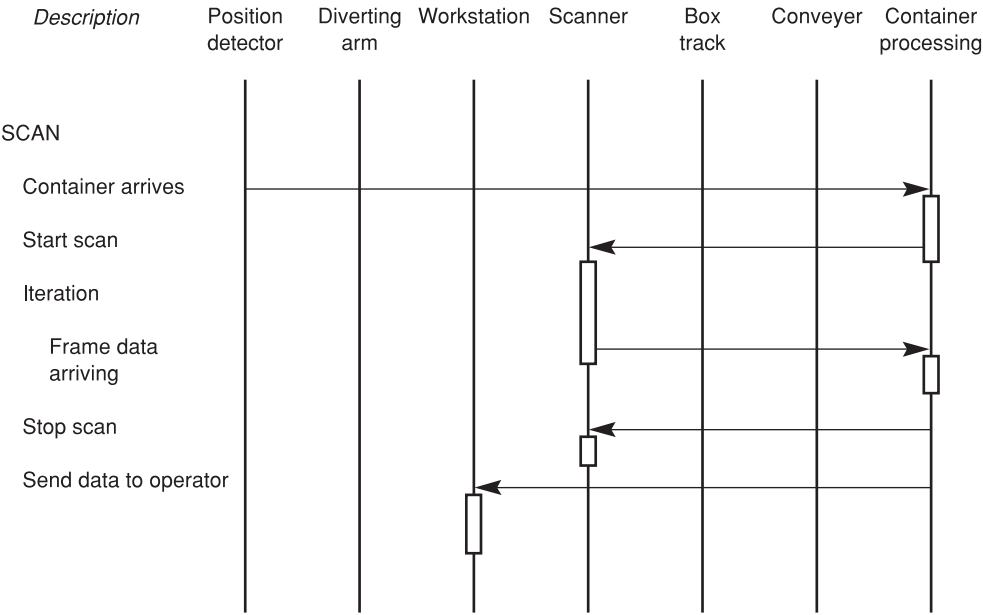 Description
Position
detector
Diverting
arm
Workstation
Scanner
Box
track
Conveyer
Container
processing
SCAN
Container arrives
Start scan
Iteration
Frame data
arriving
Stop scan
Send data to operator